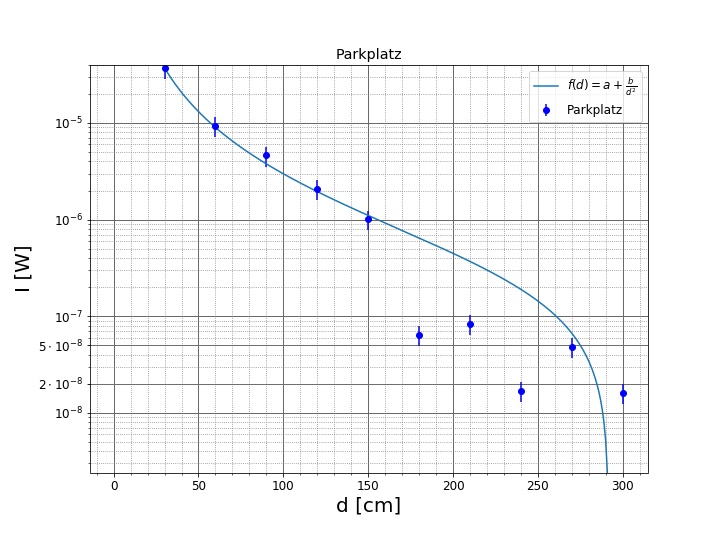 Parkplatz
f(d) = a + b/d²
Parkplatz
I [W]
10⁻⁵
10⁻⁶
10⁻⁷
5 · 10⁻⁸
2 · 10⁻⁸
10⁻⁸
0 50 100 150 200 250 300
d [cm]